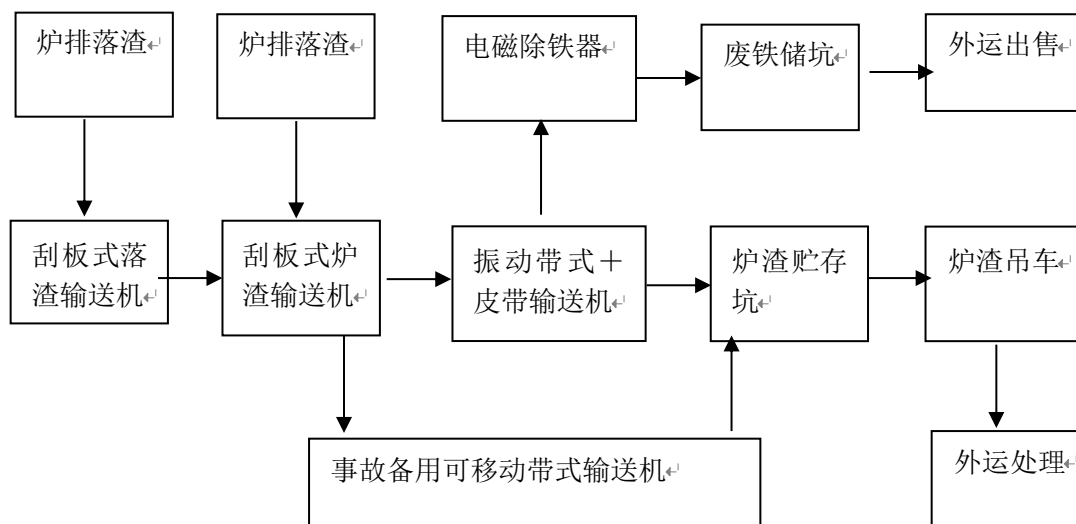 炉排落渣
炉排落渣
电磁除铁器
废铁储坑
外运出售
刮板式落
渣输送机
刮板式炉
渣输送机
振动带式＋
皮带输送机
炉渣贮存
坑
炉渣吊车
事故备用可移动带式输送机
外运处理